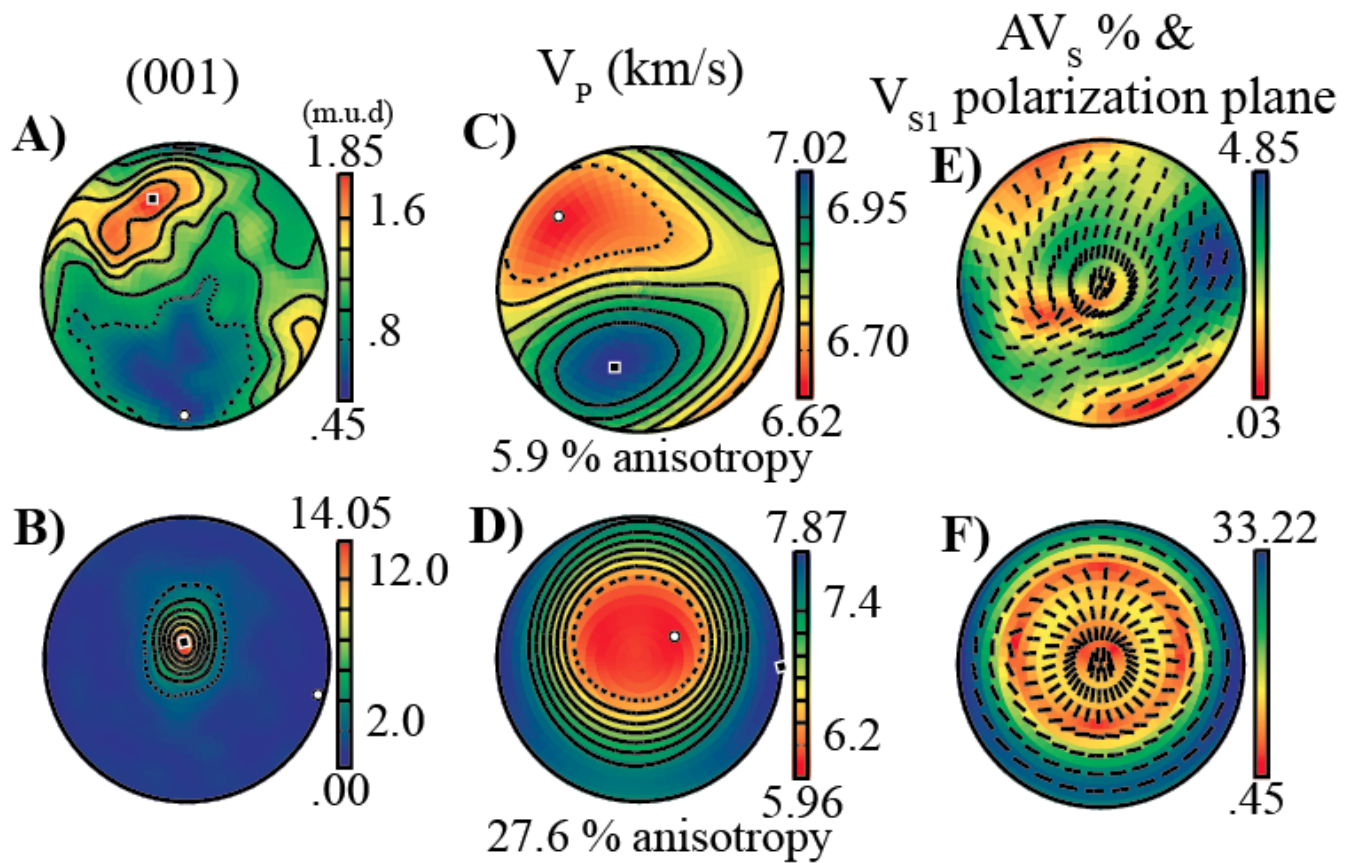 (001)
V_P (km/s)
AV_S % &
V_S1 polarization plane
A)
(m.u.d)
1.85
1.6
.8
.45
C)
7.02
6.95
6.70
6.62
5.9 % anisotropy
E)
4.85
.03
B)
14.05
12.0
2.0
.00
D)
7.87
7.4
6.2
5.96
27.6 % anisotropy
F)
33.22
.45